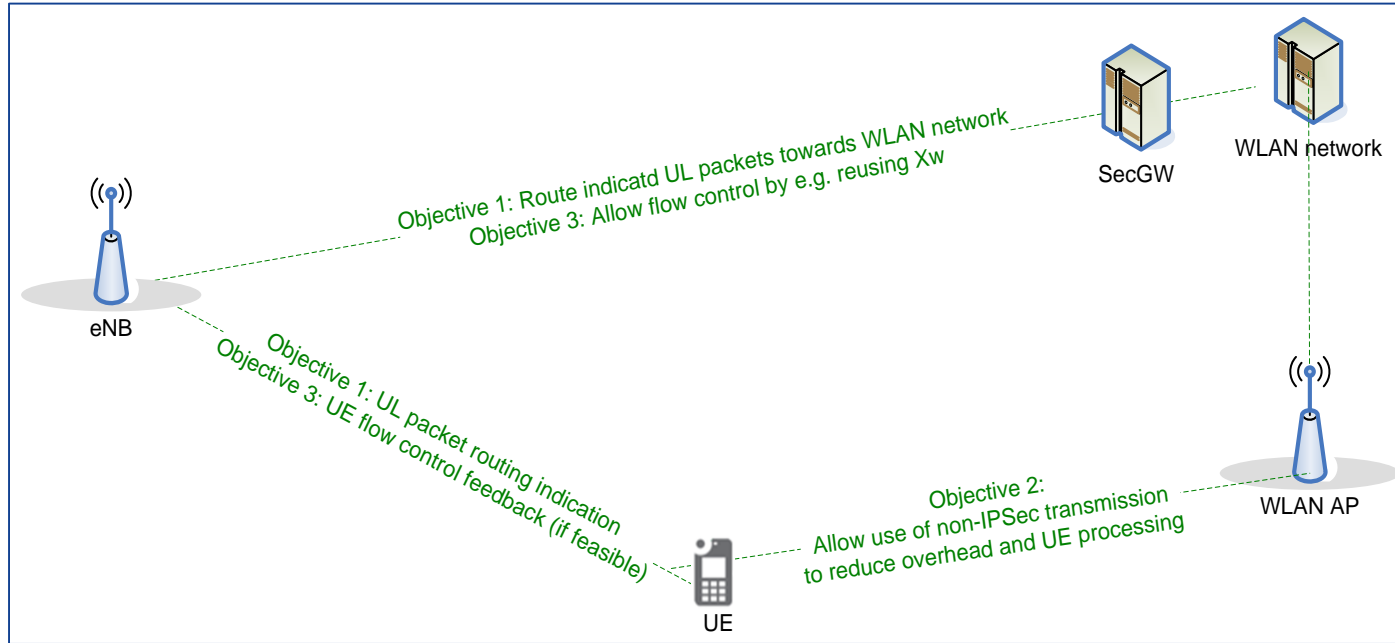 WLAN network
SecGW
Objective 1: Route indicatd UL packets towards WLAN network
Objective 3: Allow flow control by e.g. reusing Xw
eNB
Objective 1: UL packet routing indication
Objective 3: UE flow control feedback (if feasible)
Objective 2:
Allow use of non-IPSec transmission
to reduce overhead and UE processing
WLAN AP
UE